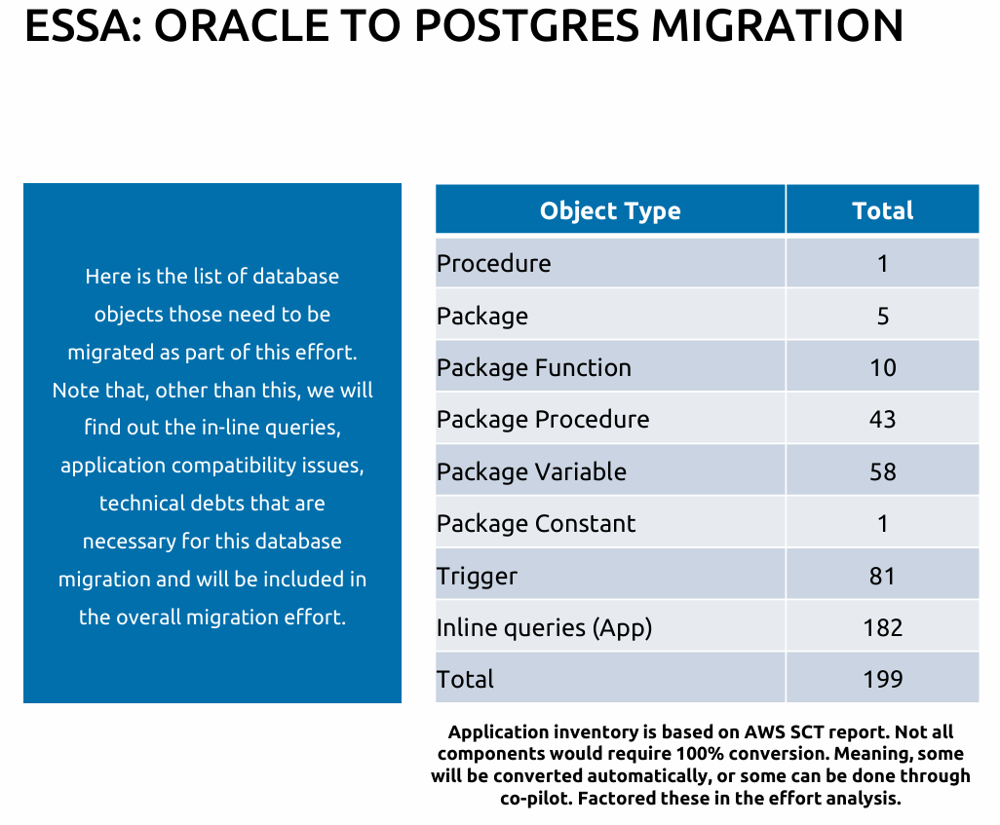 ESSA: ORACLE TO POSTGRES MIGRATION
Here is the list of database
objects those need to be
migrated as part of this effort.
Note that, other than this, we will
find out the in-line queries,
application compatibility issues,
technical debts that are
necessary for this database
migration and will be included in
the overall migration effort.
Object Type Total
Procedure 1
Package 5
Package Function 10
Package Procedure 43
Package Variable 58
Package Constant 1
Trigger 81
Inline queries (App) 182
Total 199
Application inventory is based on AWS SCT report. Not all
components would require 100% conversion. Meaning, some
will be converted automatically, or some can be done through
co-pilot. Factored these in the effort analysis.